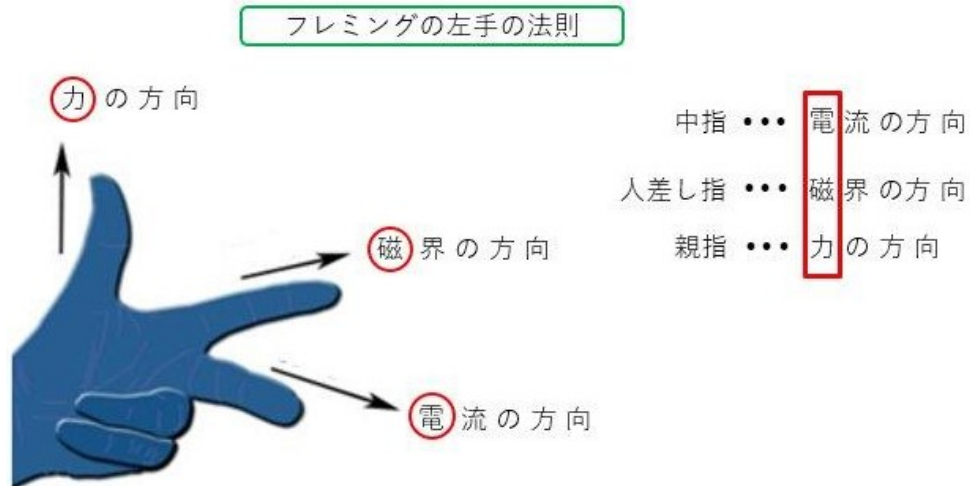 フレミングの左手の法則
力の方向
磁界の方向
電流の方向
中指 ••• 電流の方向
人差し指 ••• 磁界の方向
親指 ••• 力の方向